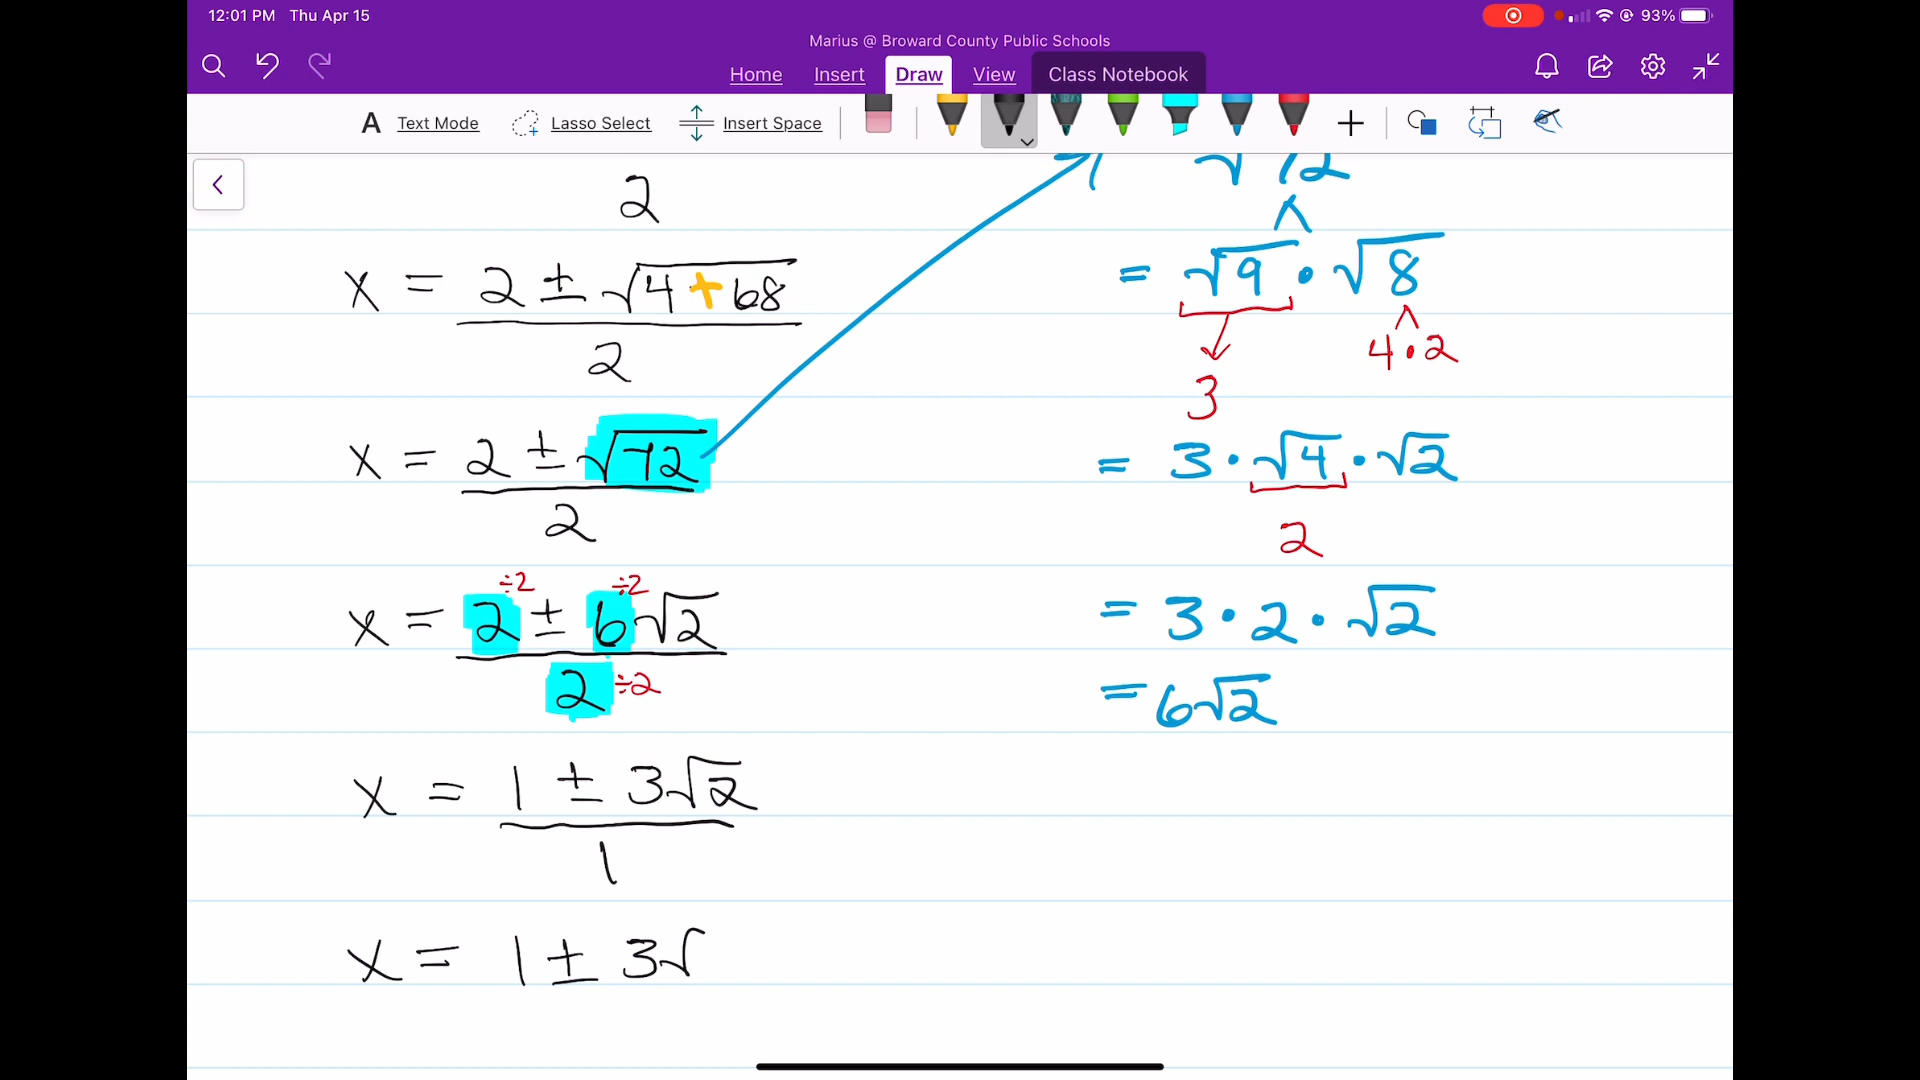 12:01 PM Thu Apr 15
93%
Marius @ Broward County Public Schools
Home Insert Draw View Class Notebook
A Text Mode Lasso Select Insert Space
2
x = 2 ± √4 + 68
2
x = 2 ± √72
2
÷2 ÷2
x = 2 ± 6√2
2 ÷2
x = 1 ± 3√2
1
x = 1 ± 3√
√72
= √9 • √8
4 • 2
3
= 3 • √4 • √2
2
= 3 • 2 • √2
= 6√2